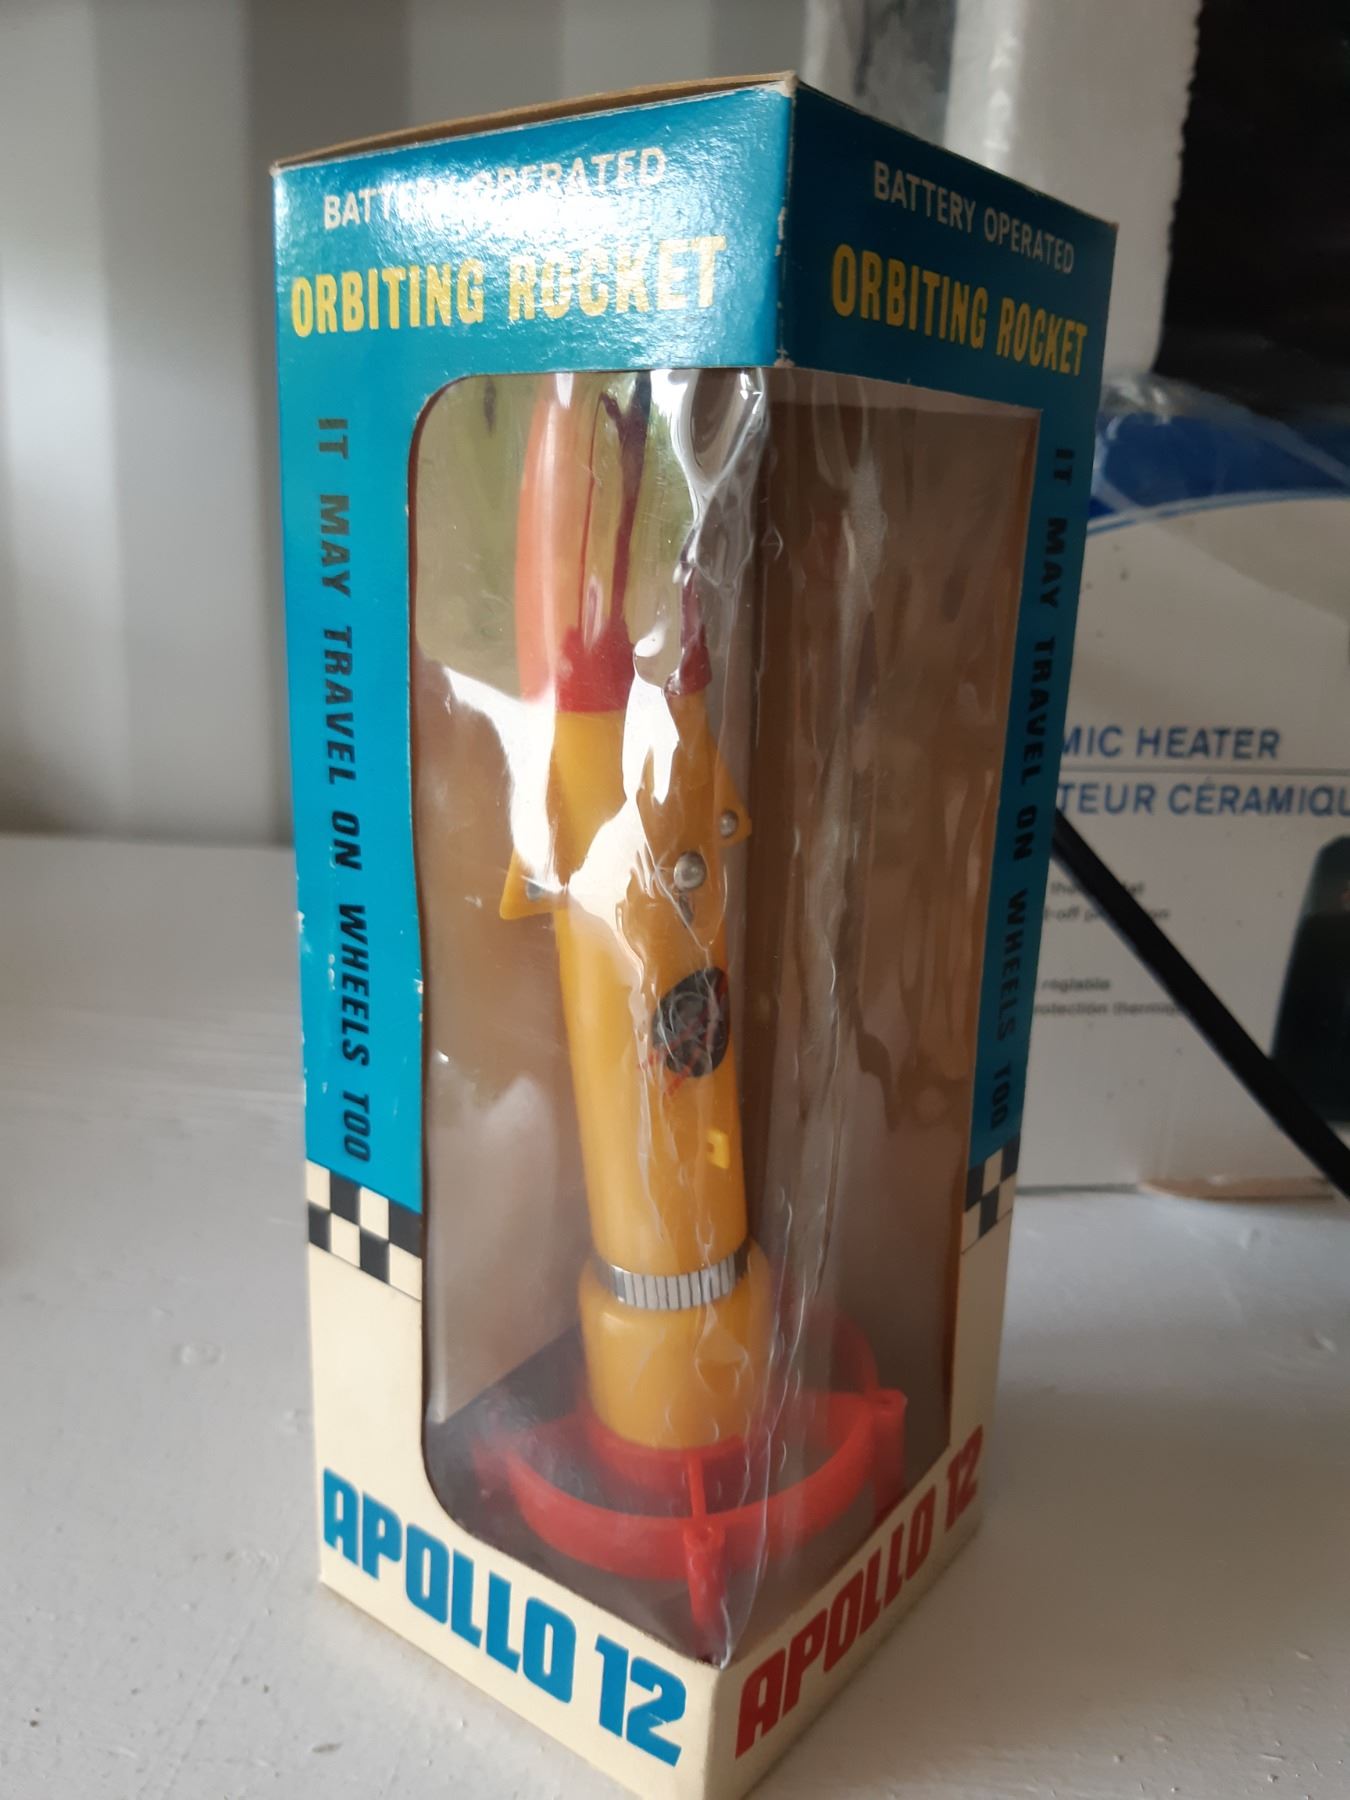 BATTERY OPERATED
ORBITING ROCKET
IT MAY TRAVEL ON WHEELS TOO
APOLLO 12
BATTERY OPERATED
ORBITING ROCKET
IT MAY TRAVEL ON WHEELS TOO
APOLLO 12
MIC HEATER
TEUR CÉRAMIQU
réglable